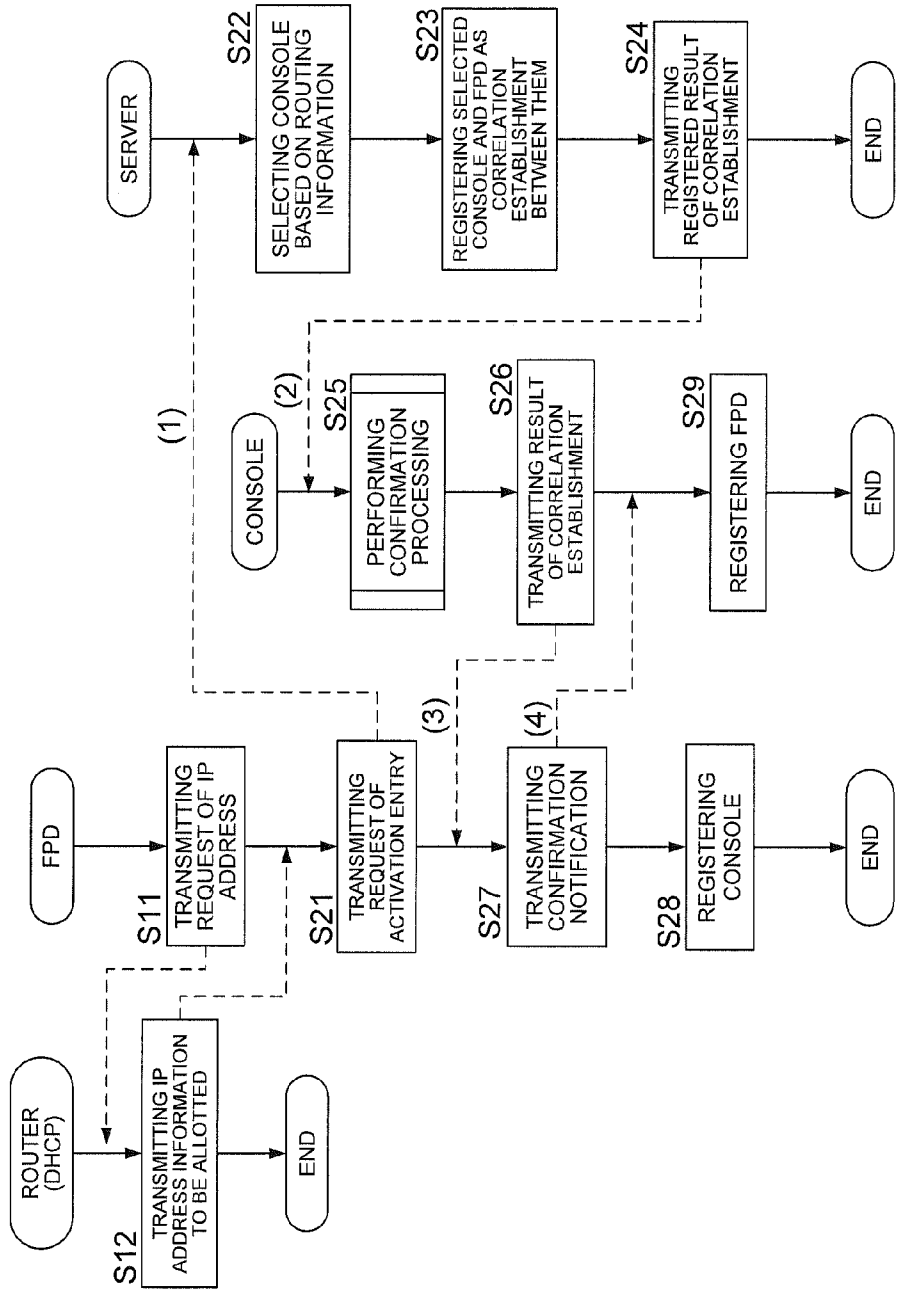 ROUTER
(DHCP)
S12
TRANSMITTING IP
ADDRESS INFORMATION
TO BE ALLOTTED
END
FPD
S11
TRANSMITTING
REQUEST OF IP
ADDRESS
S21
TRANSMITTING
REQUEST OF
ACTIVATION ENTRY
(3)
S27
TRANSMITTING
CONFIRMATION
NOTIFICATION
(4)
S28
REGISTERING
CONSOLE
END
(1)
CONSOLE
(2)
S25
PERFORMING
CONFIRMATION
PROCESSING
S26
TRANSMITTING RESULT
OF CORRELATION
ESTABLISHMENT
S29
REGISTERING FPD
END
SERVER
S22
SELECTING CONSOLE
BASED ON ROUTING
INFORMATION
S23
REGISTERING SELECTED
CONSOLE AND FPD AS
CORRELATION
ESTABLISHMENT
BETWEEN THEM
S24
TRANSMITTING
REGISTERED RESULT
OF CORRELATION
ESTABLISHMENT
END